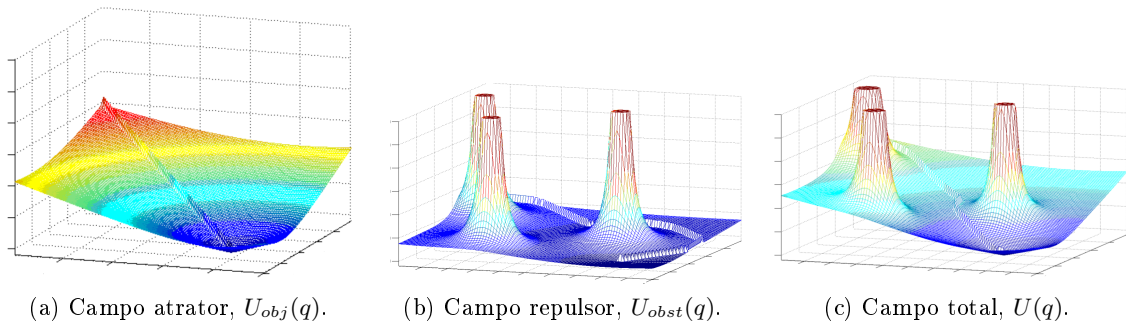 (a) Campo atrator, U_{obj}(q).
(b) Campo repulsor, U_{obst}(q).
(c) Campo total, U(q).